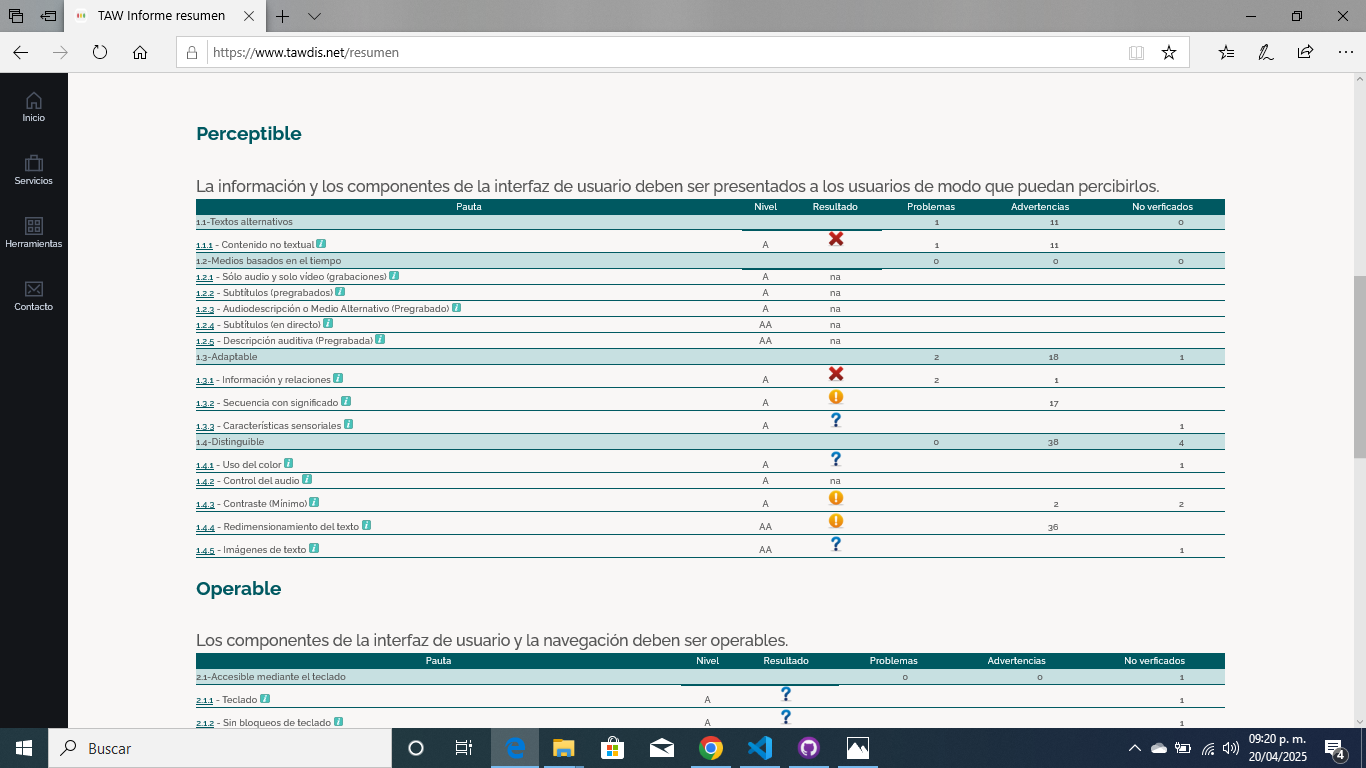 TAW Informe resumen
https://www.tawdis.net/resumen
Inicio
Servicios
Herramientas
Contacto
Perceptible
La información y los componentes de la interfaz de usuario deben ser presentados a los usuarios de modo que puedan percibirlos.
Pauta Nivel Resultado Problemas Advertencias No verficados
1.1-Textos alternativos 1 11 0
1.1.1 - Contenido no textual i A 1 11
1.2-Medios basados en el tiempo 0 0 0
1.2.1 - Sólo audio y solo vídeo (grabaciones) i A na
1.2.2 - Subtítulos (pregrabados) i A na
1.2.3 - Audiodescripción o Medio Alternativo (Pregrabado) i A na
1.2.4 - Subtítulos (en directo) i AA na
1.2.5 - Descripción auditiva (Pregrabada) i AA na
1.3-Adaptable 2 18 1
1.3.1 - Información y relaciones i A 2 1
1.3.2 - Secuencia con significado i A ! 17
1.3.3 - Características sensoriales i A ? 1
1.4-Distinguible 0 38 4
1.4.1 - Uso del color i A ? 1
1.4.2 - Control del audio i A na
1.4.3 - Contraste (Mínimo) i A ! 2 2
1.4.4 - Redimensionamiento del texto i AA ! 36
1.4.5 - Imágenes de texto i AA ? 1
Operable
Los componentes de la interfaz de usuario y la navegación deben ser operables.
Pauta Nivel Resultado Problemas Advertencias No verficados
2.1-Accesible mediante el teclado 0 0 1
2.1.1 - Teclado i A ? 1
2.1.2 - Sin bloqueos de teclado i A ? 1
Buscar
09:20 p. m.
20/04/2025
4